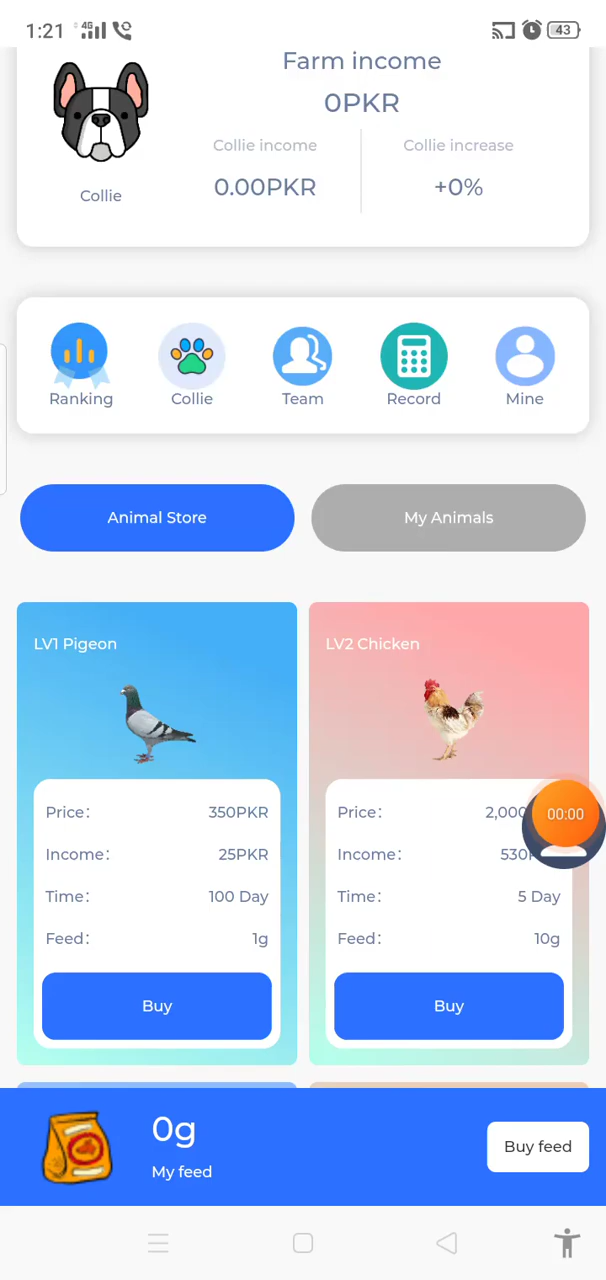 1:21 4G 43
Farm income
0PKR
Collie income Collie increase
Collie 0.00PKR +0%
Ranking Collie Team Record Mine
Animal Store My Animals
LV1 Pigeon LV2 Chicken
Price: 350PKR Price: 2,000
00:00
Income: 25PKR Income: 530
Time: 100 Day Time: 5 Day
Feed: 1g Feed: 10g
Buy Buy
0g
My feed
Buy feed